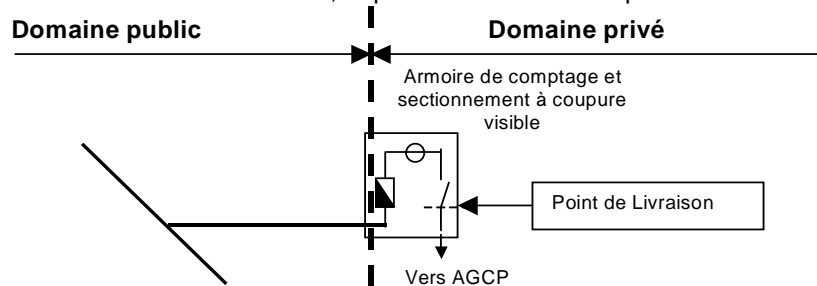 Domaine public
Domaine privé
Armoire de comptage et
sectionnement à coupure
visible
Point de Livraison
Vers AGCP